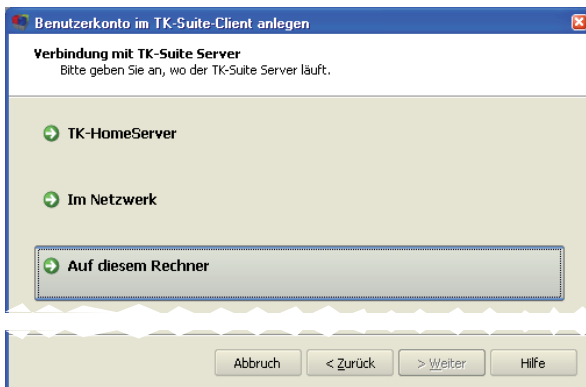 Benutzerkonto im TK-Suite-Client anlegen
Verbindung mit TK-Suite Server
Bitte geben Sie an, wo der TK-Suite Server läuft.
TK-HomeServer
Im Netzwerk
Auf diesem Rechner
Abbruch < Zurück > Weiter Hilfe